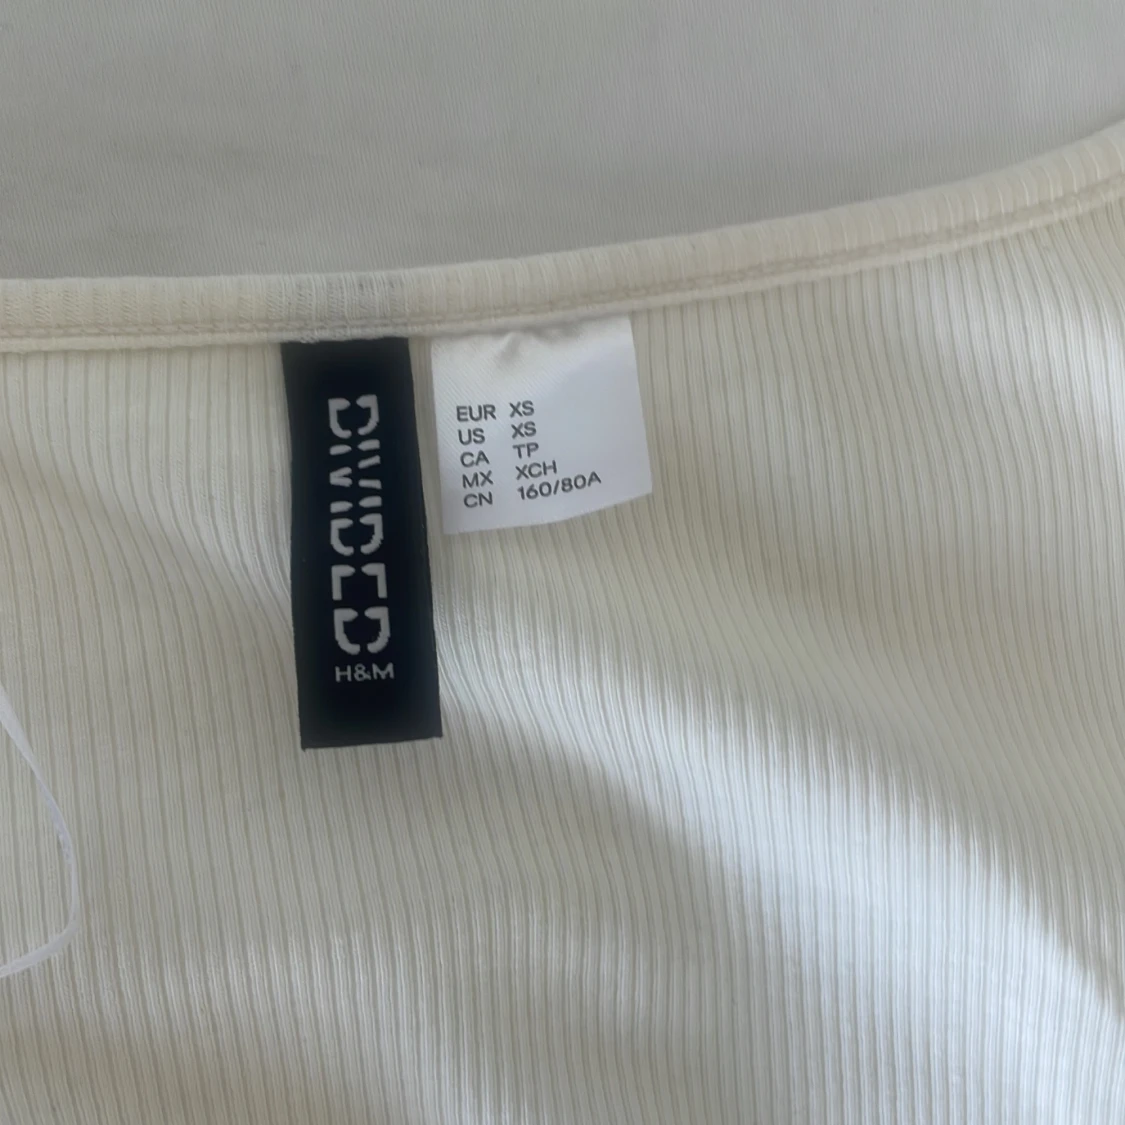 DIVIDED
H&M
EUR XS
US XS
CA TP
MX XCH
CN 160/80A